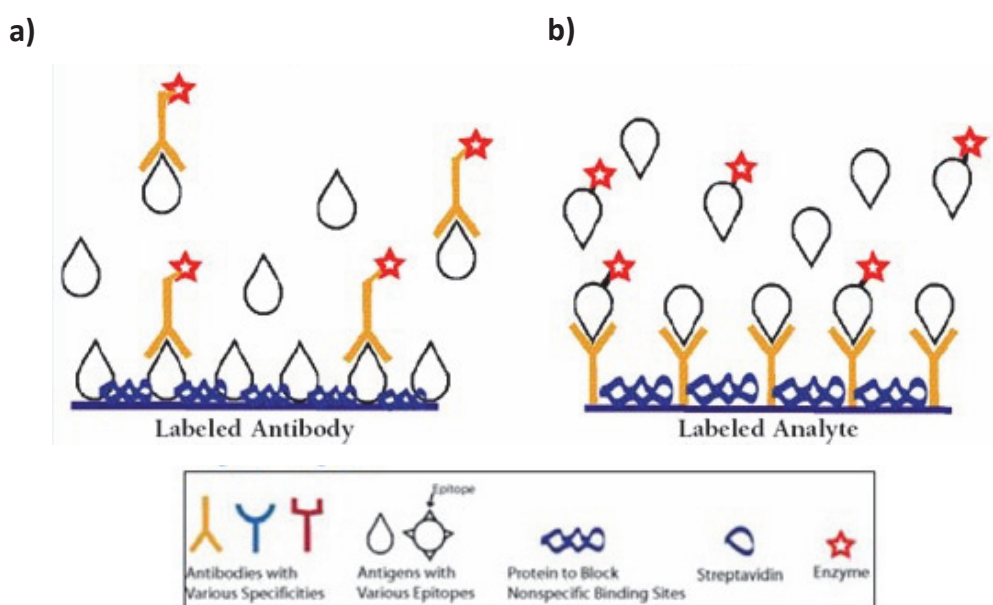 a)
b)
Labeled Antibody
Labeled Analyte
Epitope
Antibodies with
Various Specificities
Antigens with
Various Epitopes
Protein to Block
Nonspecific Binding Sites
Streptavidin
Enzyme